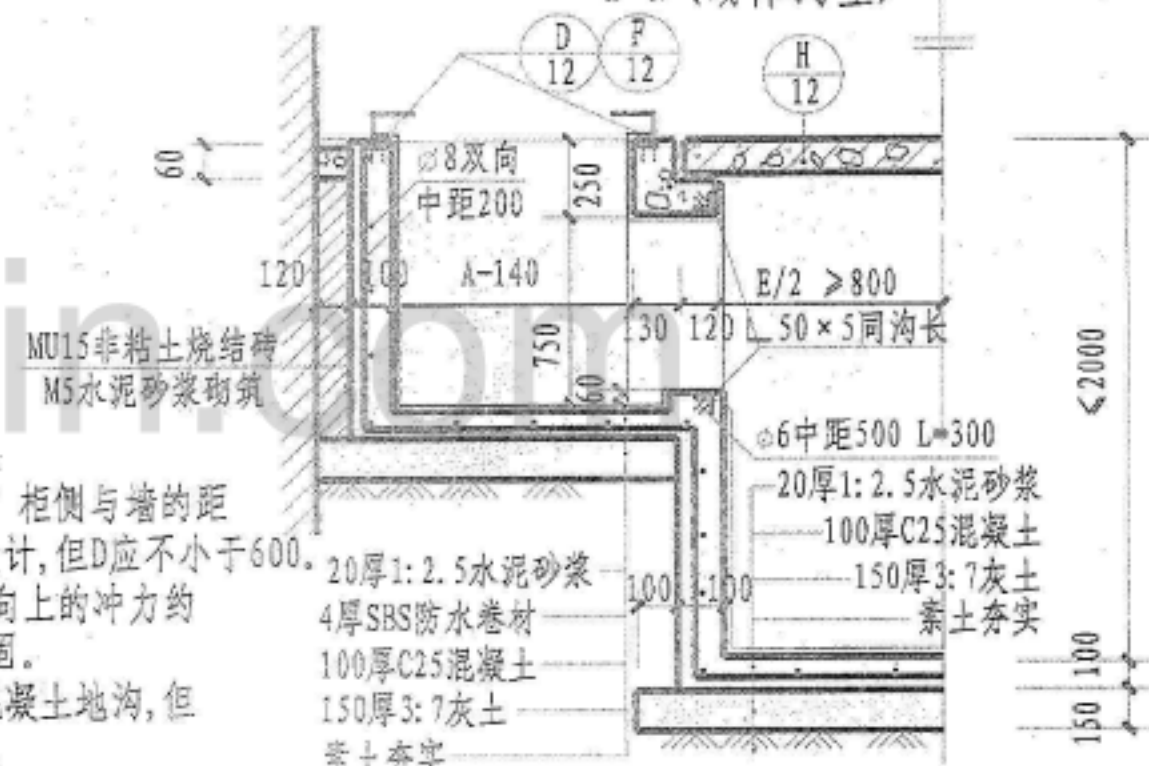 D
12
F
12
H
12
60
⌀8双向
中距200
250
120
100
A-140
E/2 ≥800
130 120
∟50×5同沟长
750
60
≤2000
MU15非粘土烧结砖
M5水泥砂浆砌筑
⌀6中距500 L=300
20厚1:2.5水泥砂浆
100厚C25混凝土
150厚3:7灰土
素土夯实
柜侧与墙的距
计,但D应不小于600。
向上的冲力约
固。
凝土地沟,但
20厚1:2.5水泥砂浆
4厚SBS防水卷材
100厚C25混凝土
150厚3:7灰土
素土夯实
100
100
100
150
in.com